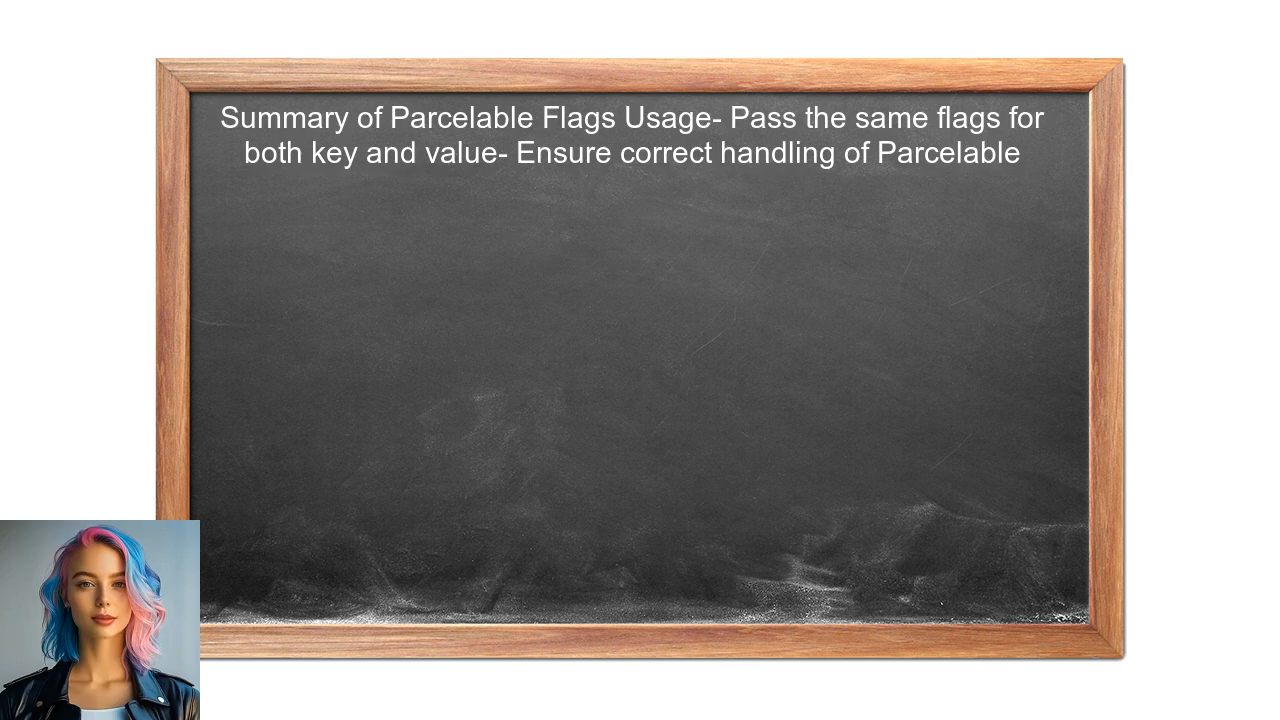 Summary of Parcelable Flags Usage- Pass the same flags for
both key and value- Ensure correct handling of Parcelable